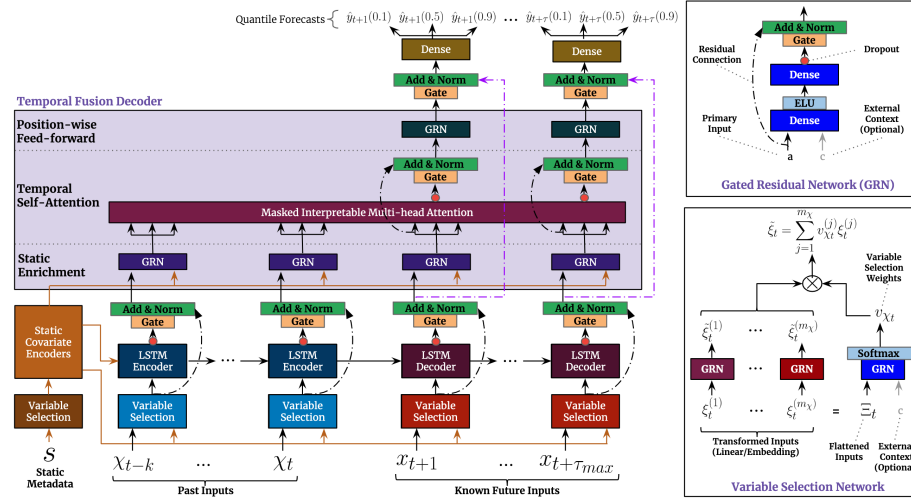 Quantile Forecasts { ŷt+1(0.1) ŷt+1(0.5) ŷt+1(0.9) ... ŷt+τ(0.1) ŷt+τ(0.5) ŷt+τ(0.9)
Dense Dense
Add & Norm Add & Norm
Gate Gate
Temporal Fusion Decoder
Position-wise
Feed-forward
GRN GRN
Add & Norm Add & Norm
Gate Gate
Temporal
Self-Attention
Masked Interpretable Multi-head Attention
Static
Enrichment
GRN GRN GRN GRN
Add & Norm Add & Norm Add & Norm Add & Norm
Gate Gate Gate Gate
Static
Covariate
Encoders
LSTM
Encoder
...
LSTM
Encoder
LSTM
Decoder
...
LSTM
Decoder
Variable
Selection
Variable
Selection
Variable
Selection
Variable
Selection
Variable
Selection
s
Static
Metadata
χt−k ... χt xt+1 ... xt+τmax
Past Inputs Known Future Inputs
Add & Norm
Gate
Residual
Connection
Dropout
Dense
ELU
Dense
Primary
Input
External
Context
(Optional)
a c
Gated Residual Network (GRN)
ξ̃t = ∑ j=1 mχ vχt(j) ξ̃t(j)
Variable
Selection
Weights
⊗
vχt
ξ̃t(1) ... ξ̃t(mχ)
Softmax
GRN GRN GRN
ξt(1) ... ξt(mχ) = Ξt c
Transformed Inputs
(Linear/Embedding)
Flattened
Inputs
External
Context
(Optional)
Variable Selection Network